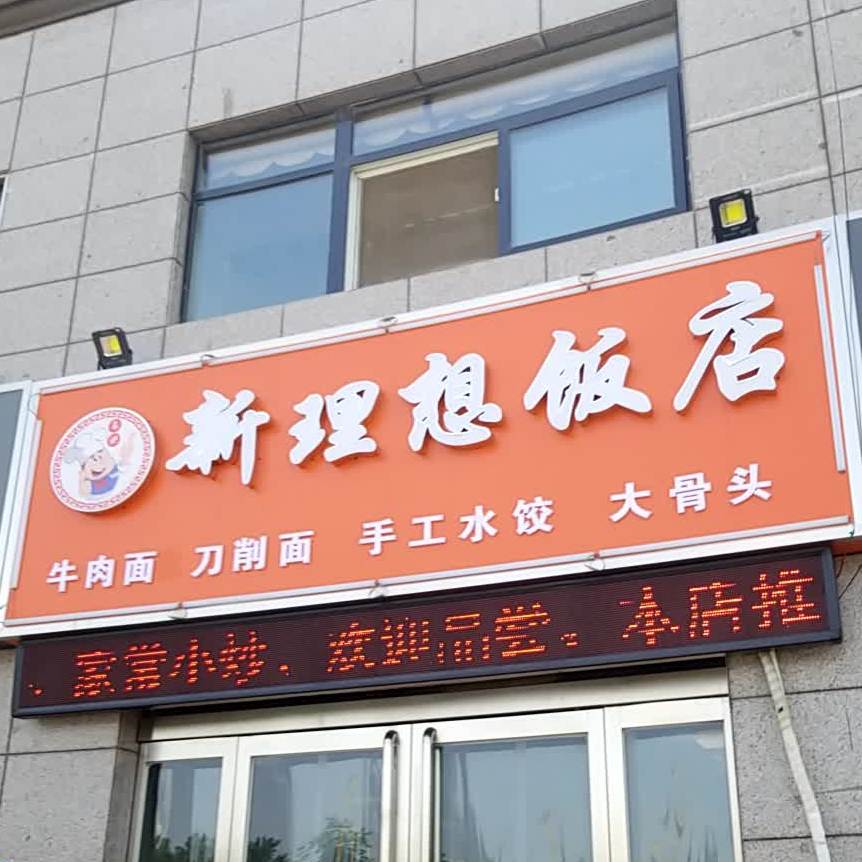 新理想饭店
牛肉面 刀削面 手工水饺 大骨头
、家常小炒、欢迎品尝。本店推